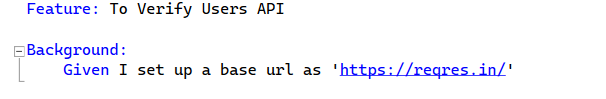 Feature: To Verify Users API
Background:
Given I set up a base url as 'https://reqres.in/'